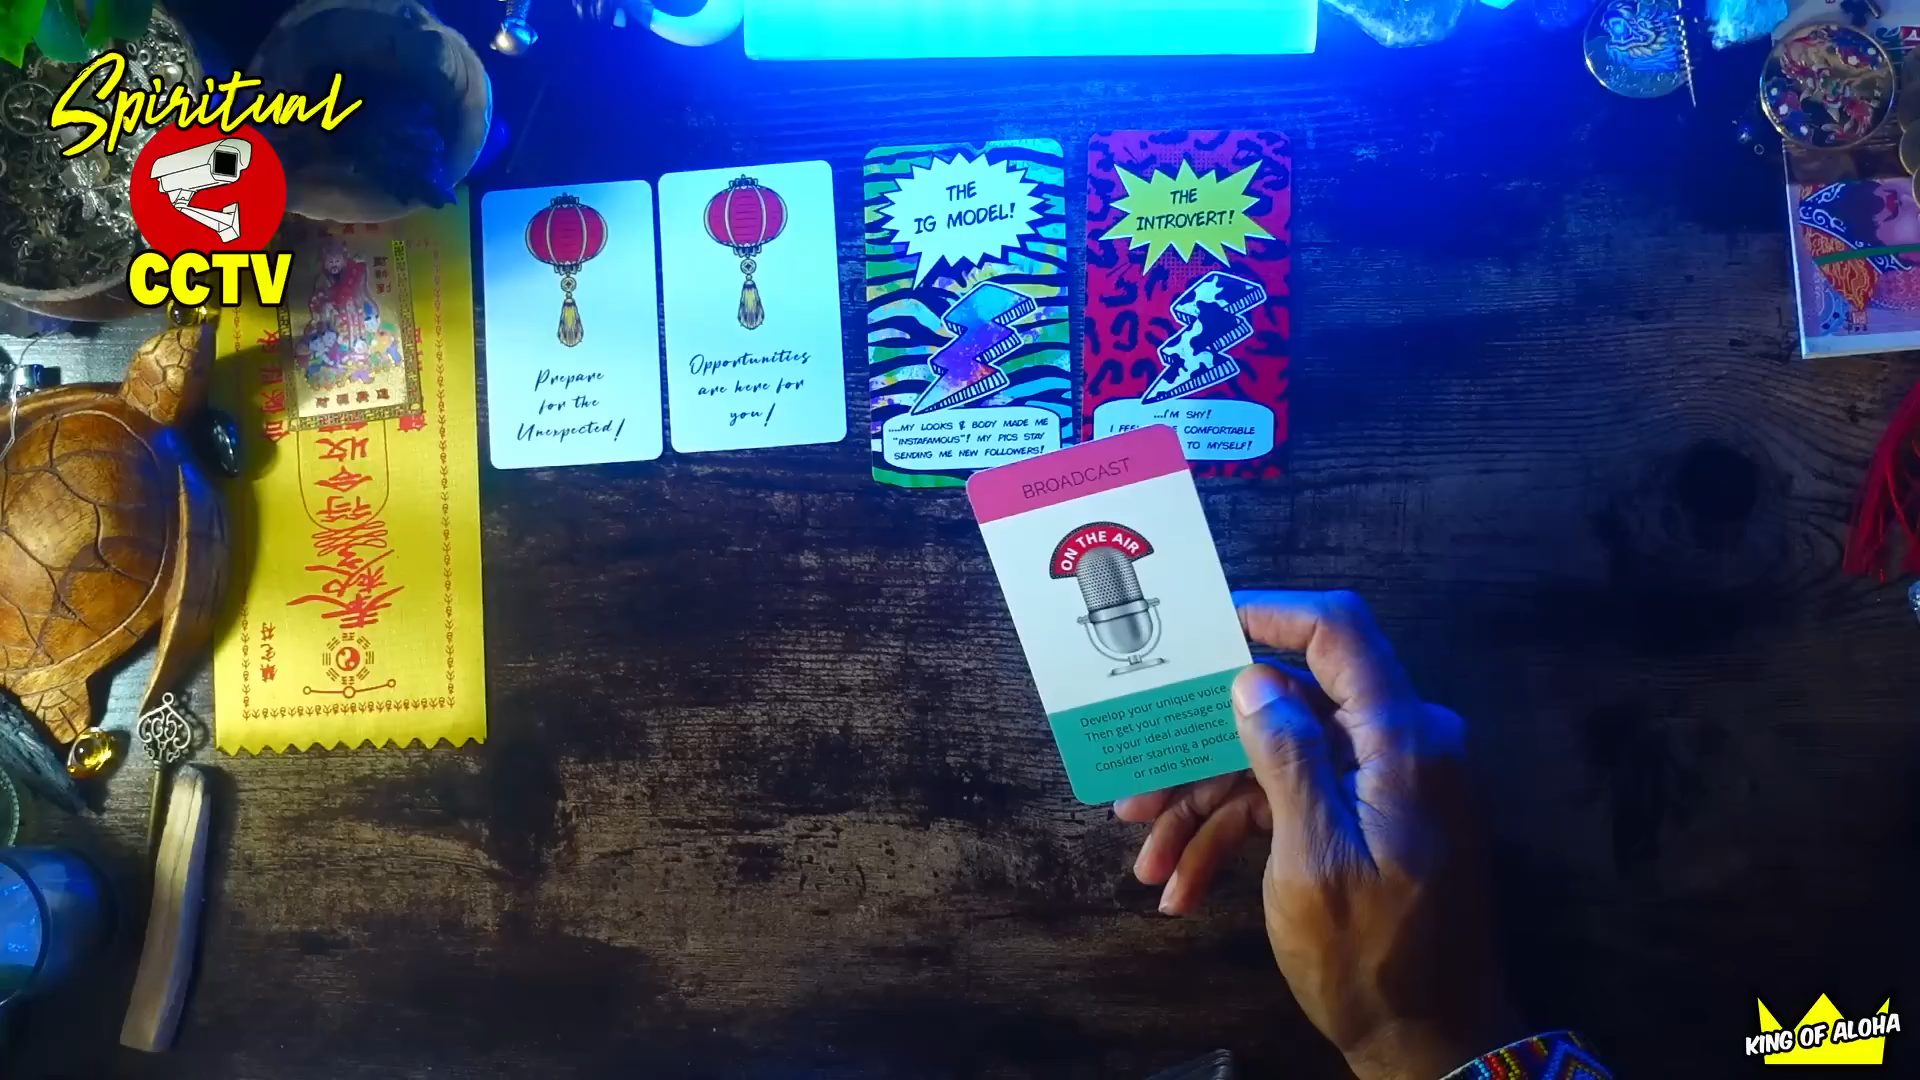 Spiritual
CCTV
Prepare
for the
Unexpected!
Opportunities
are here for
you!
THE
IG MODEL!
....MY LOOKS & BODY MADE ME
"INSTAFAMOUS"! MY PICS STAY
SENDING ME NEW FOLLOWERS!
THE
INTROVERT!
...I'M SHY!
I COMFORTABLE
TO MYSELF!
BROADCAST
ON THE AIR
Develop your unique voice.
Then get your message
to your ideal audience.
Consider starting a
or radio show.
KING OF ALOHA